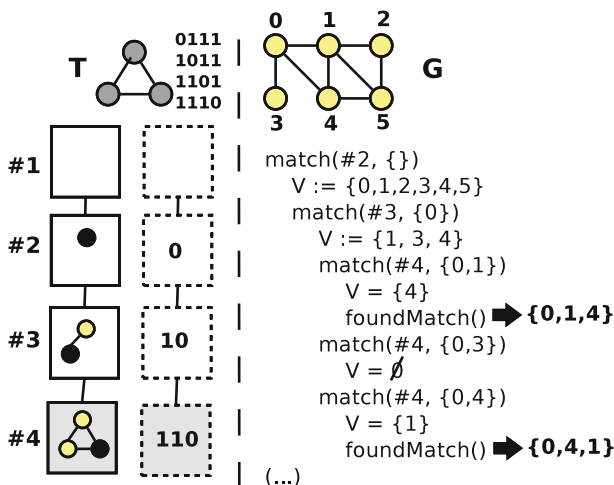 T
0111
1011
1101
1110
#1
#2
0
#3
10
#4
110
0 1 2
G
3 4 5
match(#2, {})
V := {0,1,2,3,4,5}
match(#3, {0})
V := {1, 3, 4}
match(#4, {0,1})
V = {4}
foundMatch() {0,1,4}
match(#4, {0,3})
V = ∅
match(#4, {0,4})
V = {1}
foundMatch() {0,4,1}
(...)